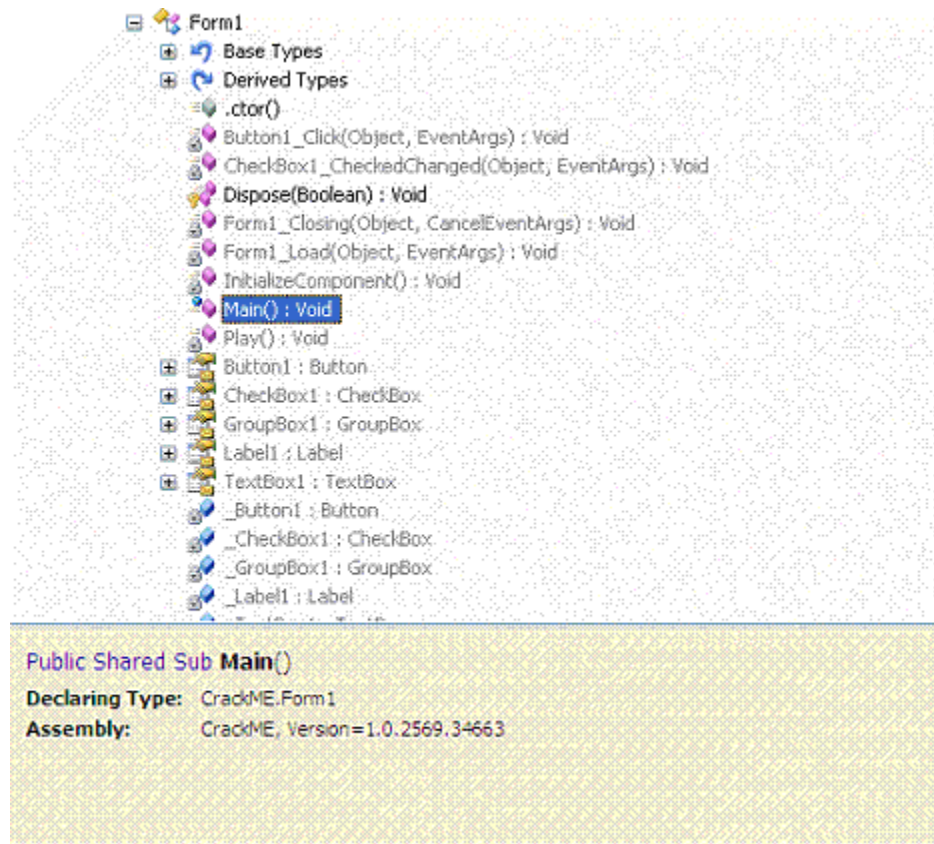 Form1
Base Types
Derived Types
.ctor()
Button1_Click(Object, EventArgs) : Void
CheckBox1_CheckedChanged(Object, EventArgs) : Void
Dispose(Boolean) : Void
Form1_Closing(Object, CancelEventArgs) : Void
Form1_Load(Object, EventArgs) : Void
InitializeComponent() : Void
Main() : Void
Play() : Void
Button1 : Button
CheckBox1 : CheckBox
GroupBox1 : GroupBox
Label1 : Label
TextBox1 : TextBox
_Button1 : Button
_CheckBox1 : CheckBox
_GroupBox1 : GroupBox
_Label1 : Label
Public Shared Sub Main()
Declaring Type: CrackME.Form1
Assembly: CrackME, Version=1.0.2569.34663